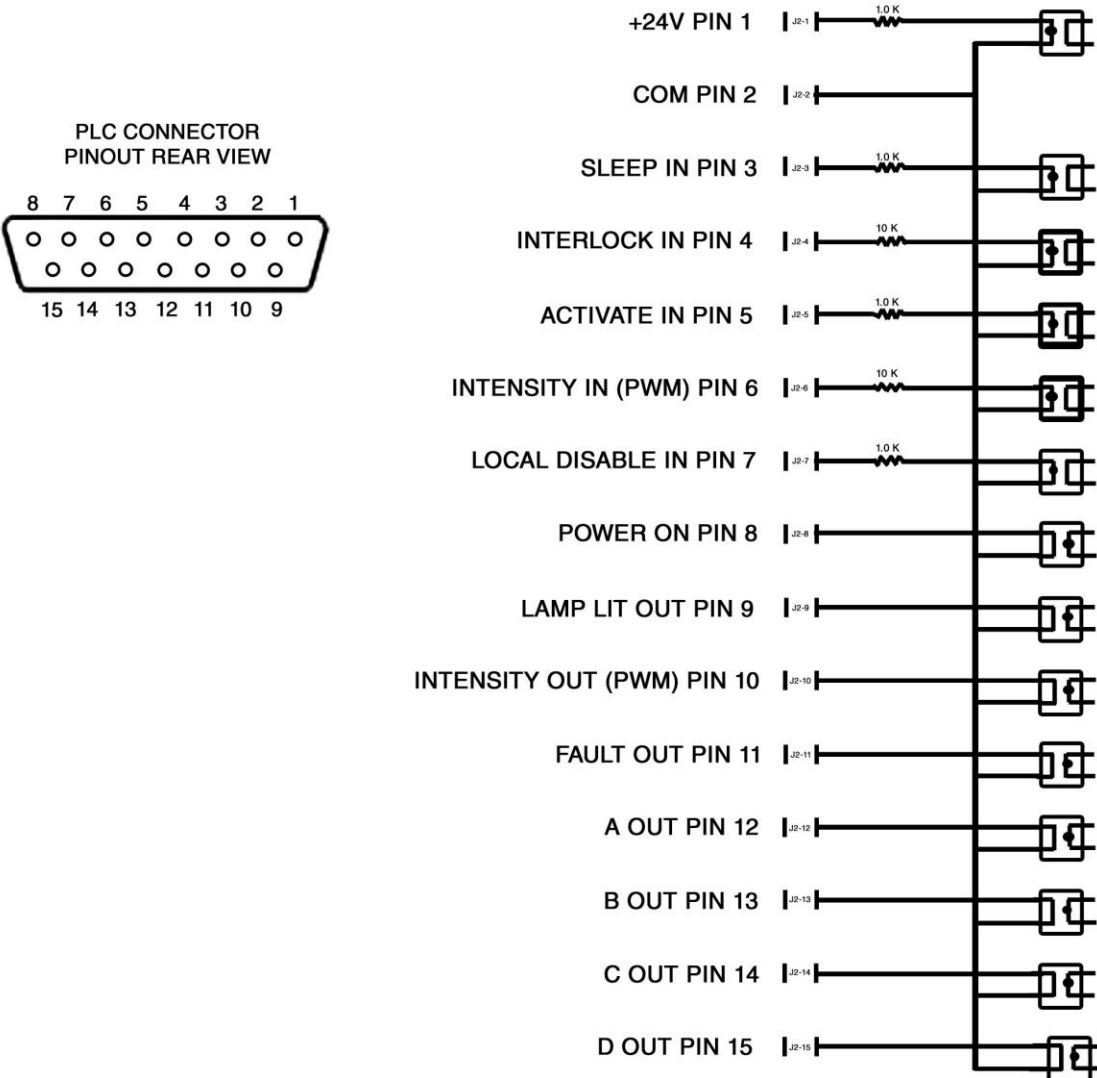 PLC CONNECTOR
PINOUT REAR VIEW
8 7 6 5 4 3 2 1
15 14 13 12 11 10 9
+24V PIN 1 J2-1 1.0 K
COM PIN 2 J2-2
SLEEP IN PIN 3 J2-3 1.0 K
INTERLOCK IN PIN 4 J2-4 10 K
ACTIVATE IN PIN 5 J2-5 1.0 K
INTENSITY IN (PWM) PIN 6 J2-6 10 K
LOCAL DISABLE IN PIN 7 J2-7 1.0 K
POWER ON PIN 8 J2-8
LAMP LIT OUT PIN 9 J2-9
INTENSITY OUT (PWM) PIN 10 J2-10
FAULT OUT PIN 11 J2-11
A OUT PIN 12 J2-12
B OUT PIN 13 J2-13
C OUT PIN 14 J2-14
D OUT PIN 15 J2-15